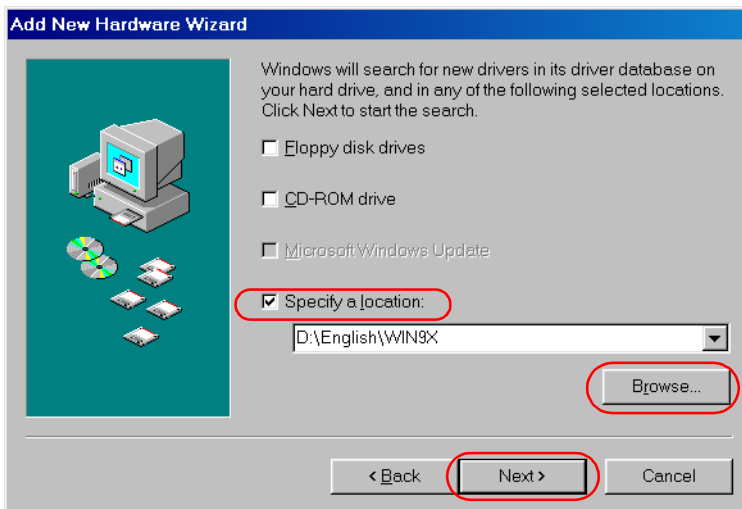 Add New Hardware Wizard
Windows will search for new drivers in its driver database on
your hard drive, and in any of the following selected locations.
Click Next to start the search.
Floppy disk drives
CD-ROM drive
Microsoft Windows Update
Specify a location:
D:\English\WIN9X
Browse...
< Back
Next >
Cancel